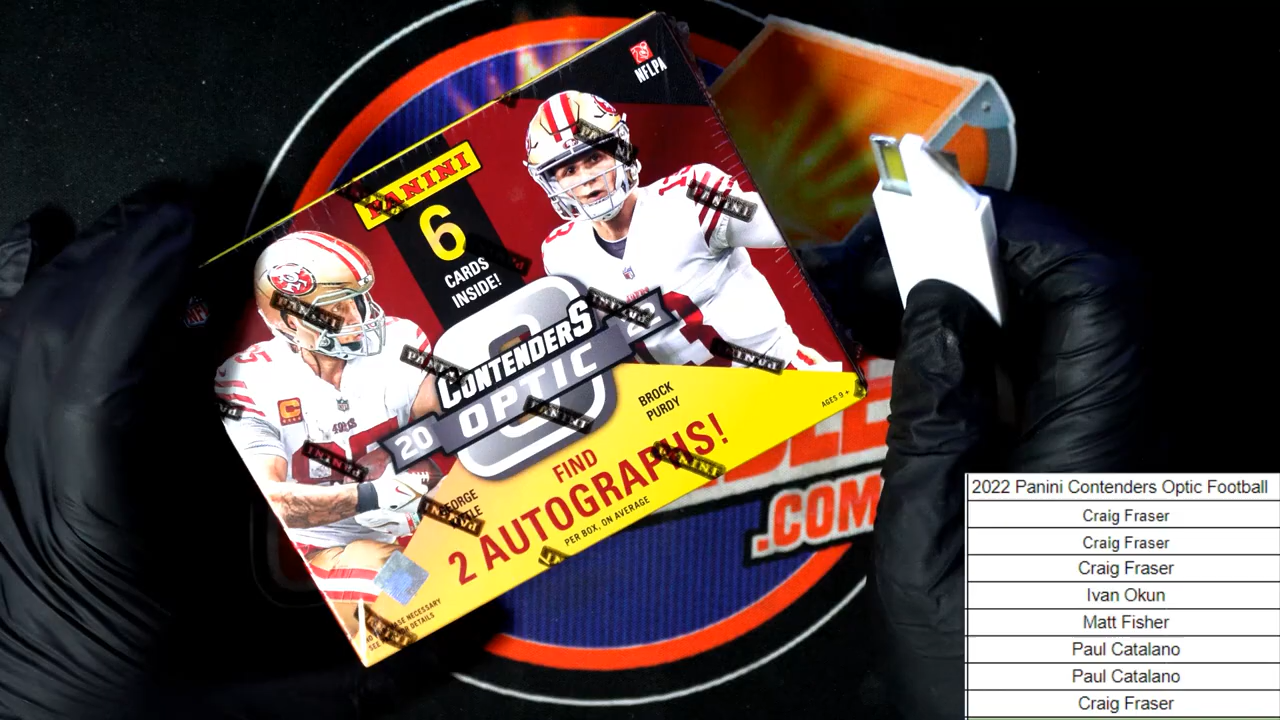 NFLPA
PANINI
6
CARDS
INSIDE!
CONTENDERS
20 OPTIC 22
BROCK
PURDY
AGES 9+
FIND
2 AUTOGRAPHS!
PER BOX, ON AVERAGE
.COM
2022 Panini Contenders Optic Football
Craig Fraser
Craig Fraser
Craig Fraser
Ivan Okun
Matt Fisher
Paul Catalano
Paul Catalano
Craig Fraser